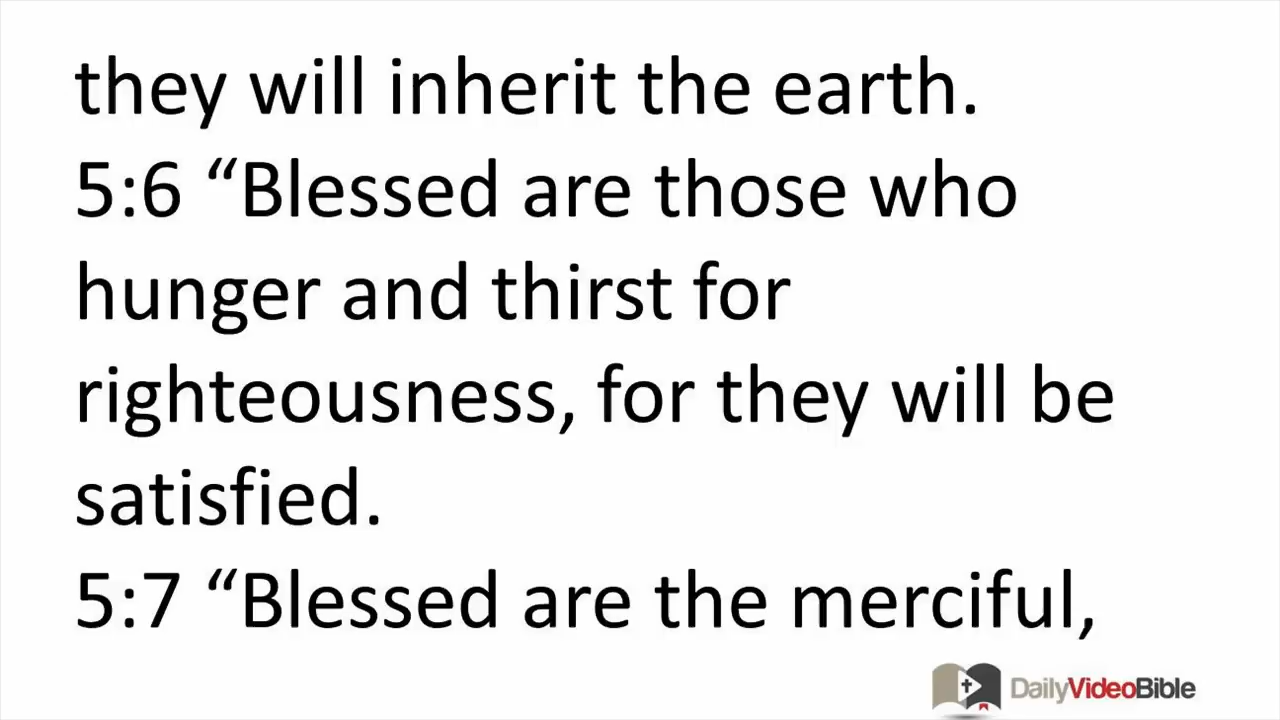 they will inherit the earth.
5:6 “Blessed are those who
hunger and thirst for
righteousness, for they will be
satisfied.
5:7 “Blessed are the merciful,
DailyVideoBible